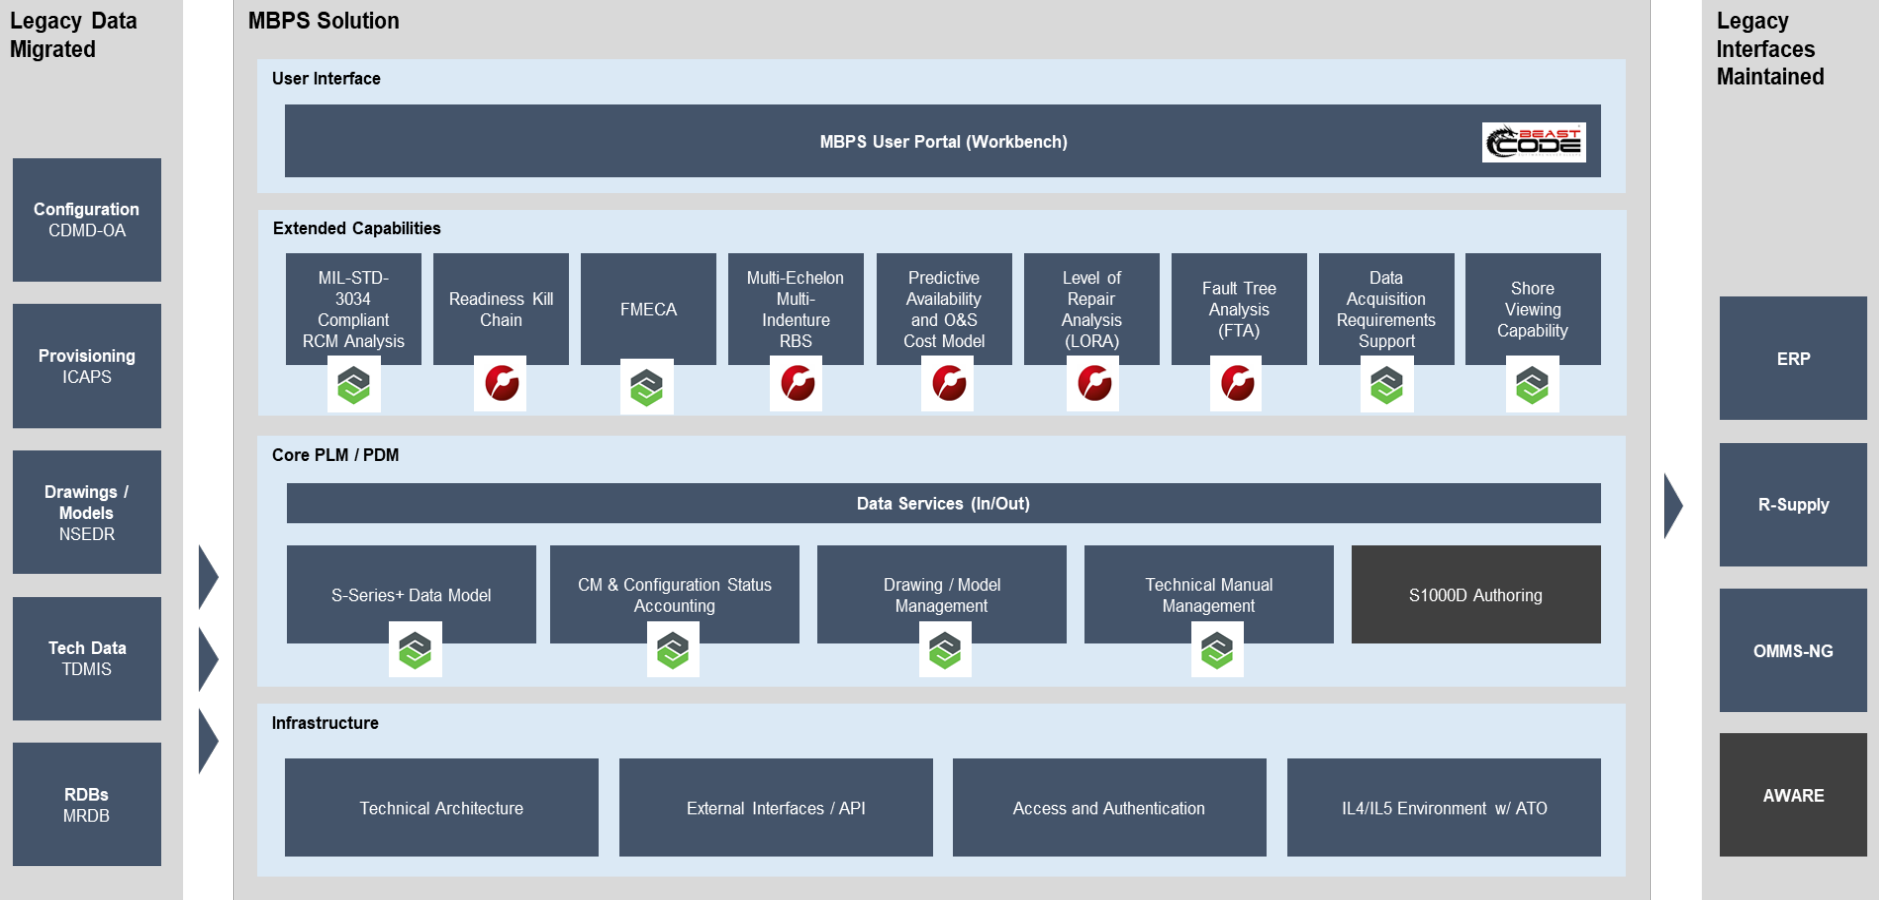 Legacy Data
Migrated
Configuration
CDMD-OA
Provisioning
ICAPS
Drawings /
Models
NSEDR
Tech Data
TDMIS
RDBs
MRDB
MBPS Solution
User Interface
MBPS User Portal (Workbench)
BEAST
CODE
Extended Capabilities
MIL-STD-
3034
Compliant
RCM Analysis
Readiness Kill
Chain
FMECA
Multi-Echelon
Multi-
Indenture
RBS
Predictive
Availability
and O&S
Cost Model
Level of
Repair
Analysis
(LORA)
Fault Tree
Analysis
(FTA)
Data
Acquisition
Requirements
Support
Shore
Viewing
Capability
Core PLM / PDM
Data Services (In/Out)
S-Series+ Data Model
CM & Configuration Status
Accounting
Drawing / Model
Management
Technical Manual
Management
S1000D Authoring
Infrastructure
Technical Architecture
External Interfaces / API
Access and Authentication
IL4/IL5 Environment w/ ATO
Legacy
Interfaces
Maintained
ERP
R-Supply
OMMS-NG
AWARE